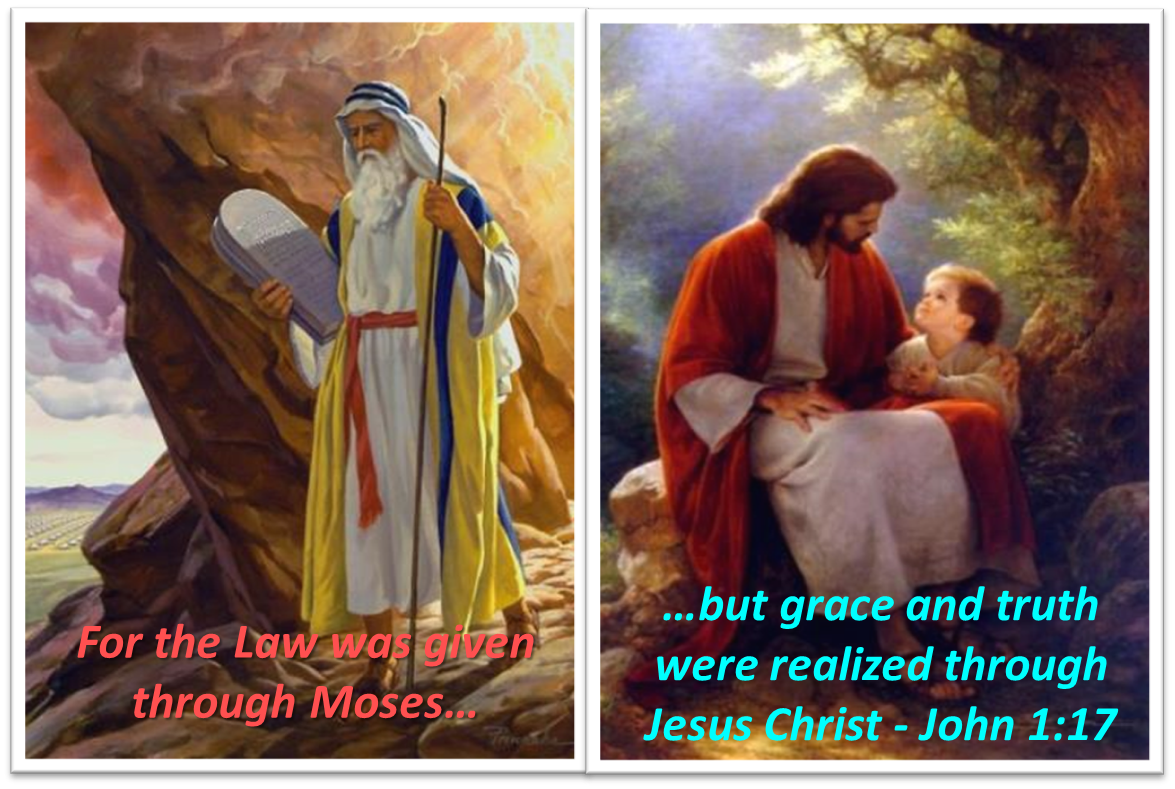 For the Law was given
through Moses…
…but grace and truth
were realized through
Jesus Christ - John 1:17